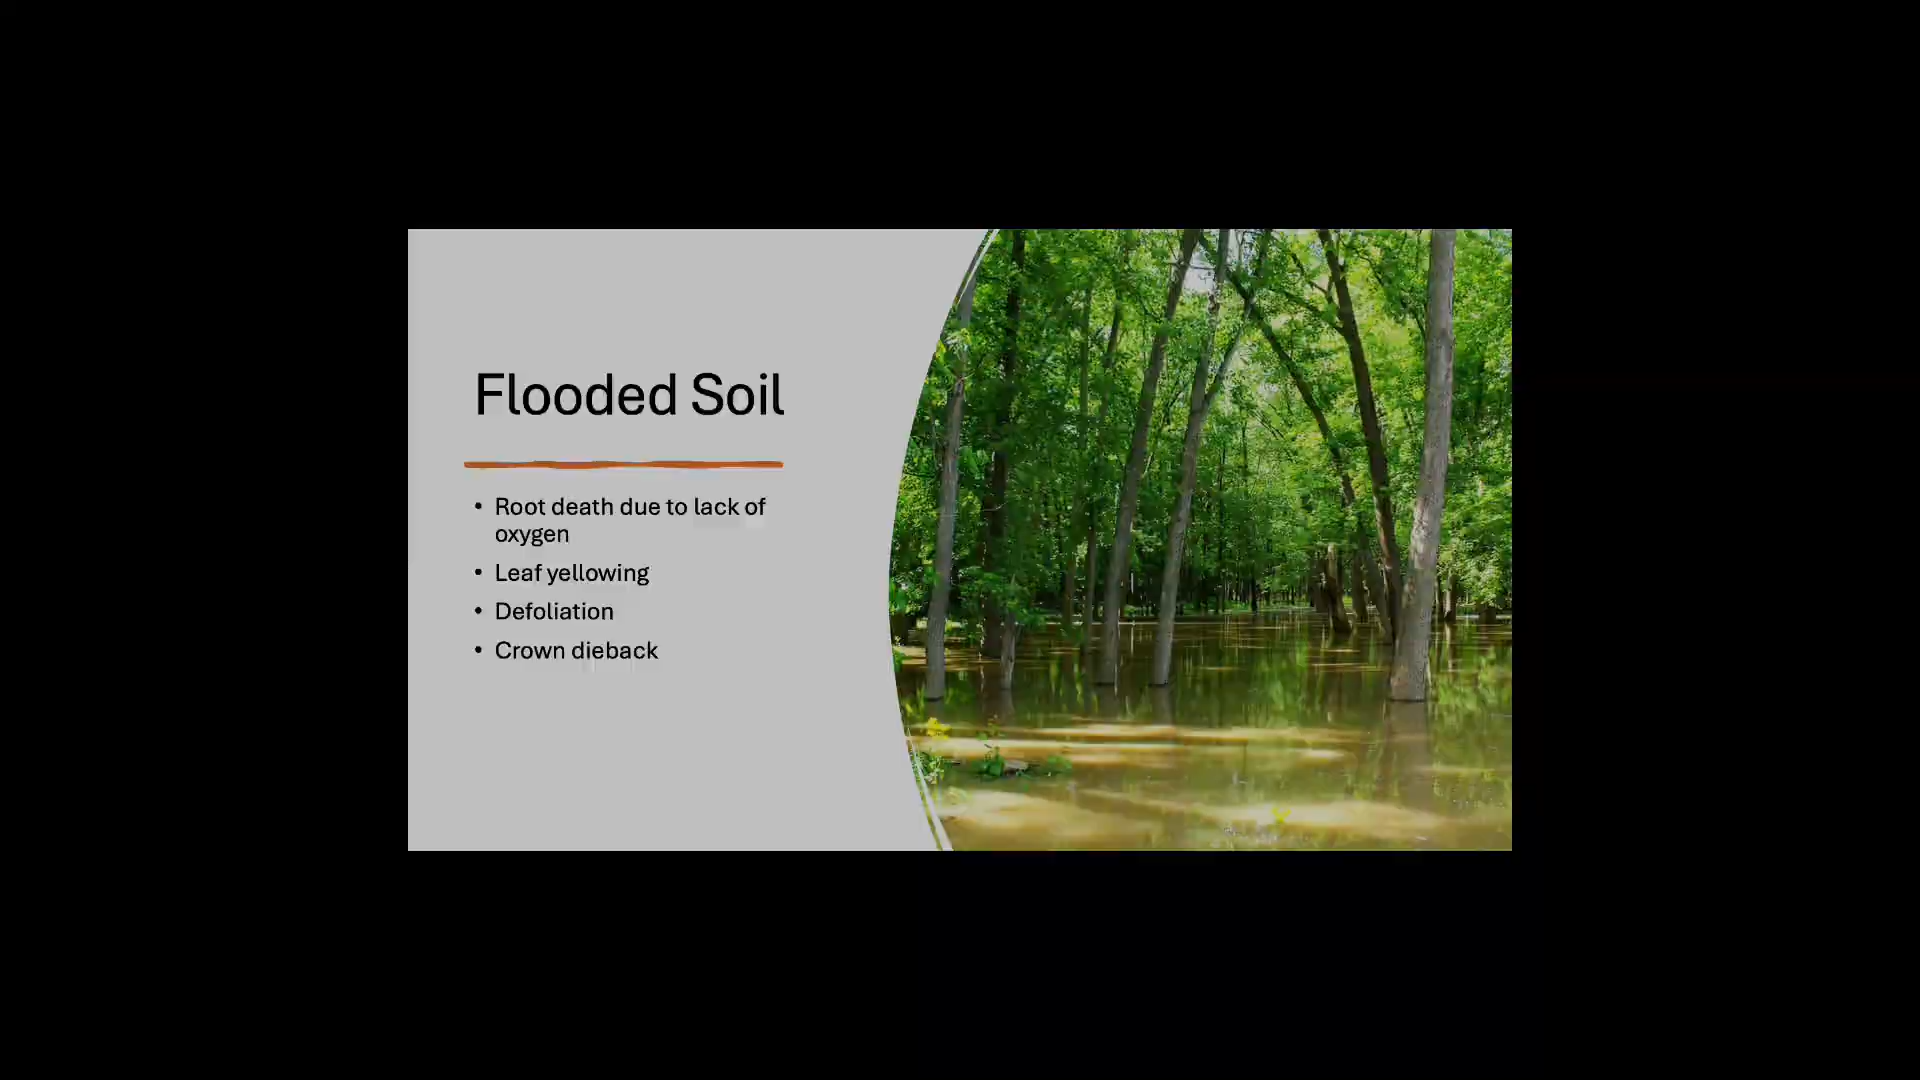 Flooded Soil
• Root death due to lack of
oxygen
• Leaf yellowing
• Defoliation
• Crown dieback